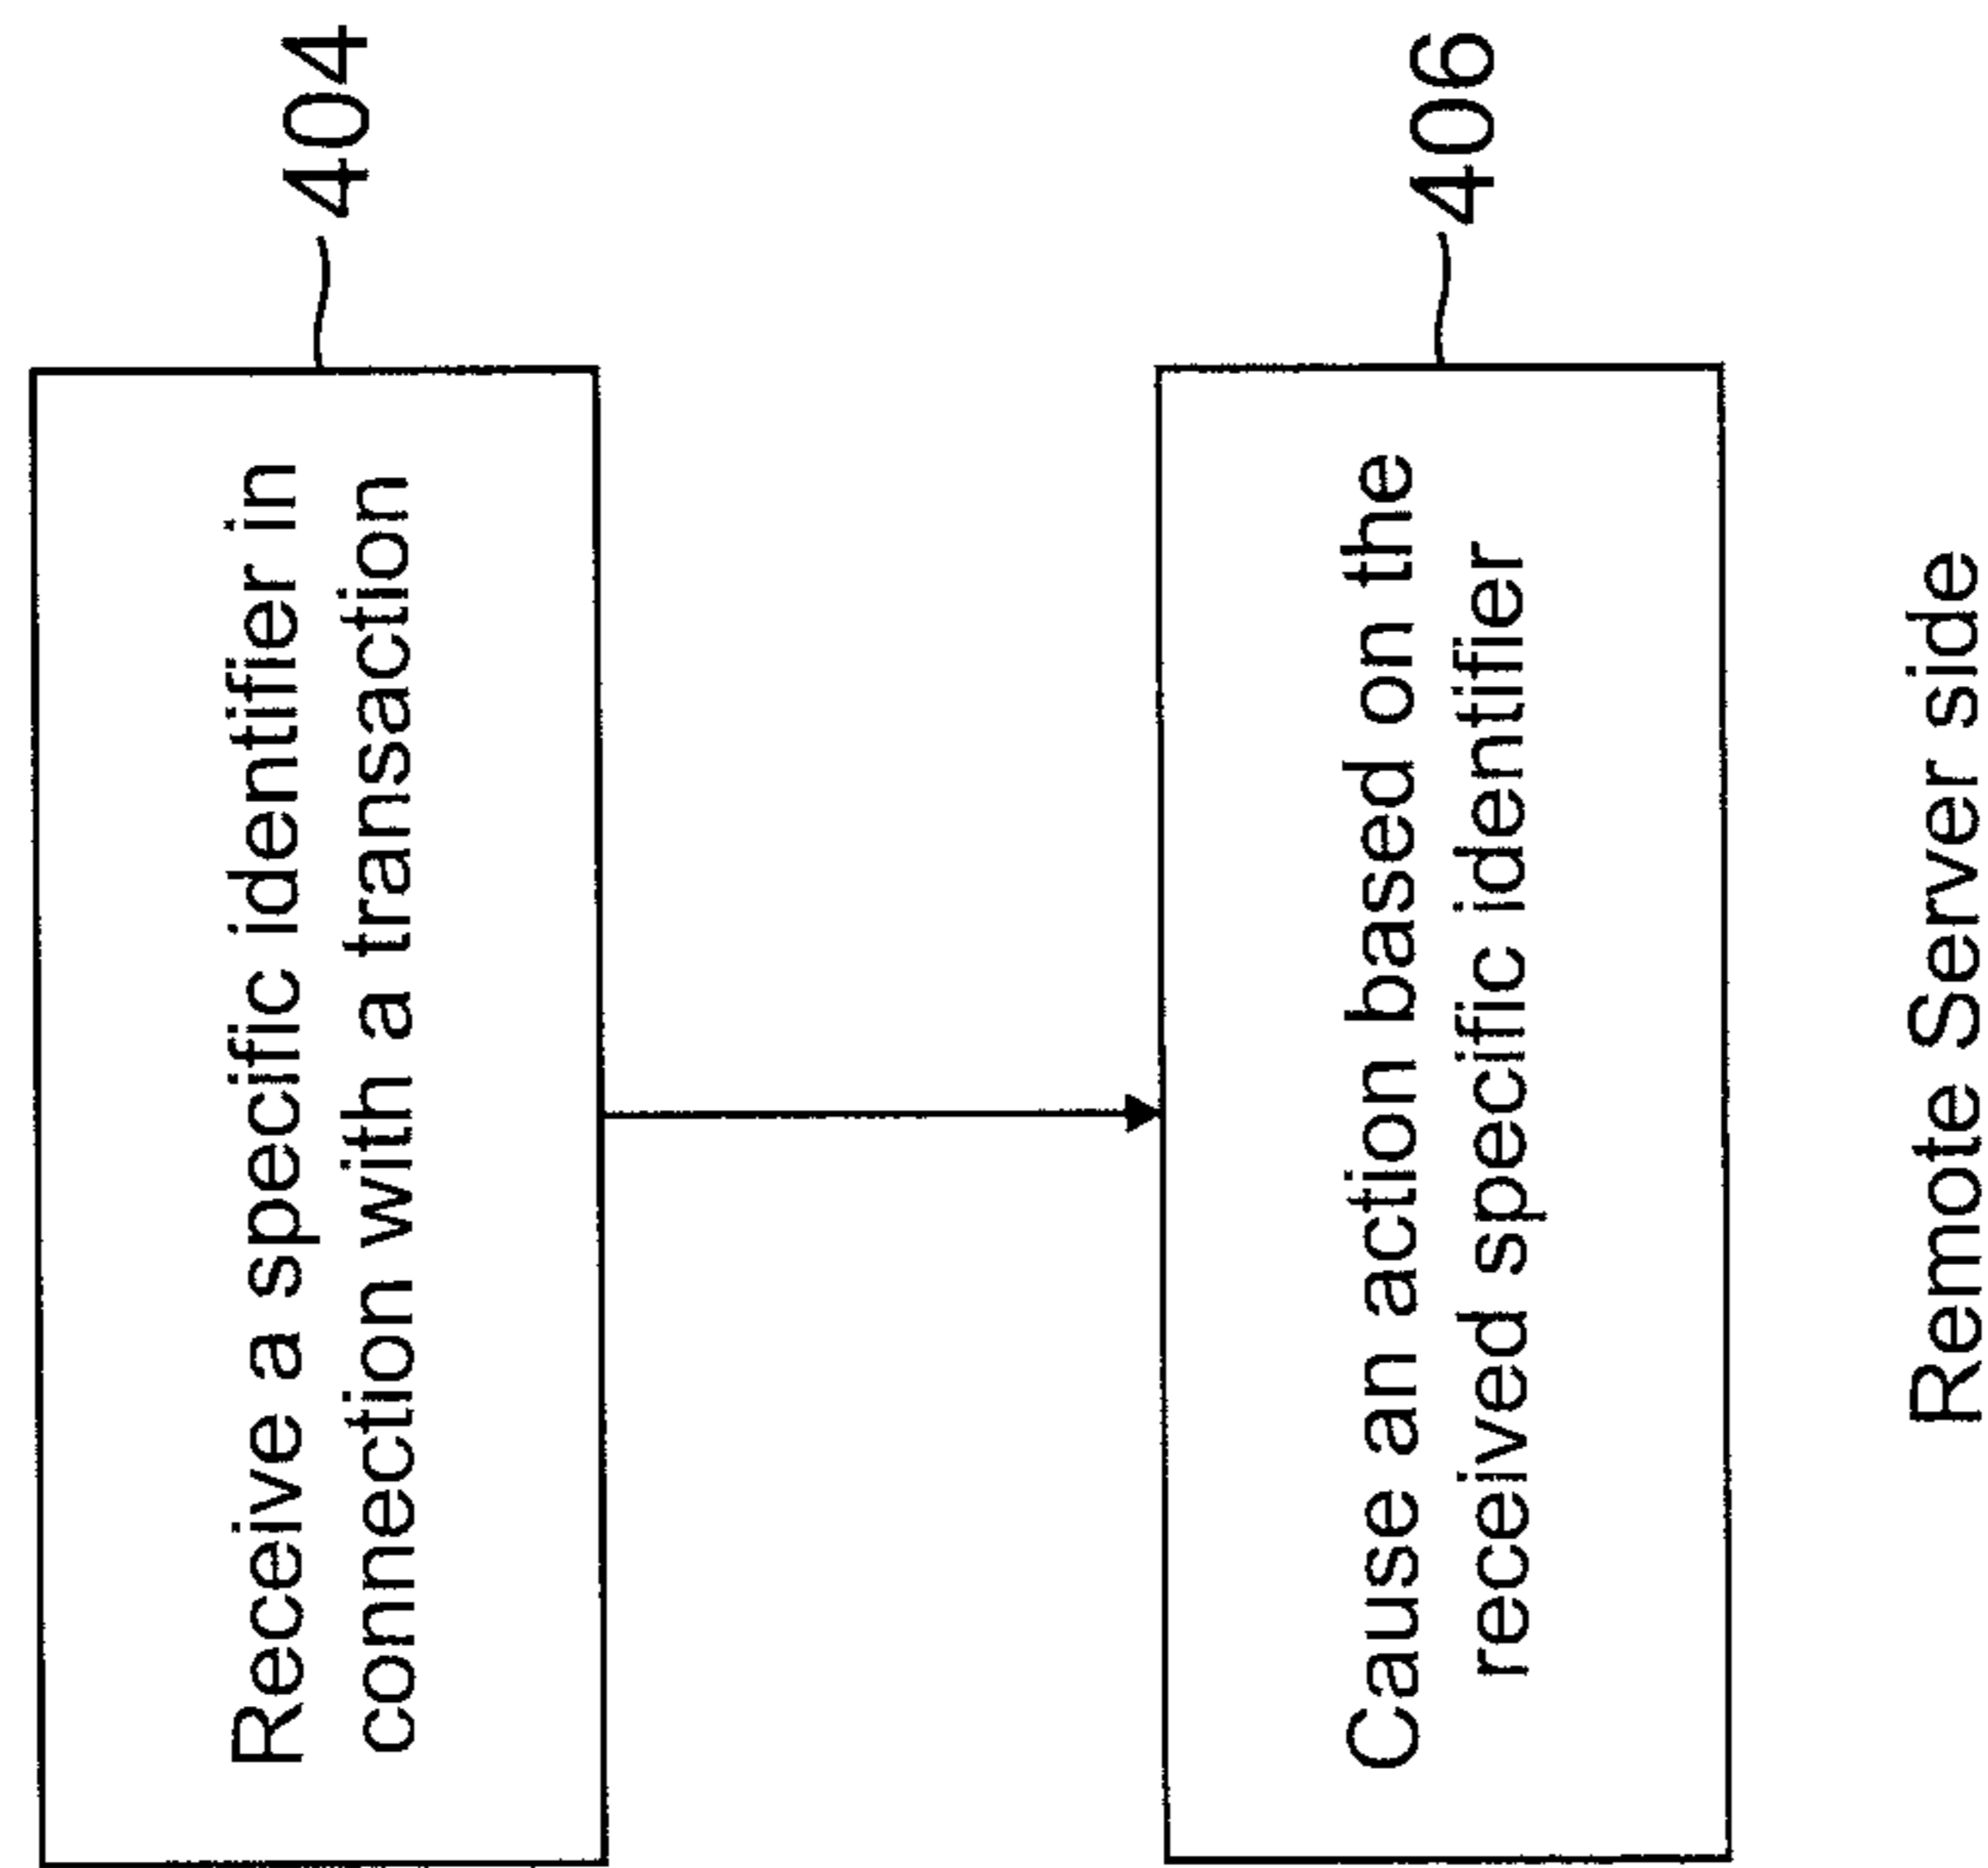 Receive a specific identifier in
connection with a transaction
404
Cause an action based on the
received specific identifier
406
Remote Server side